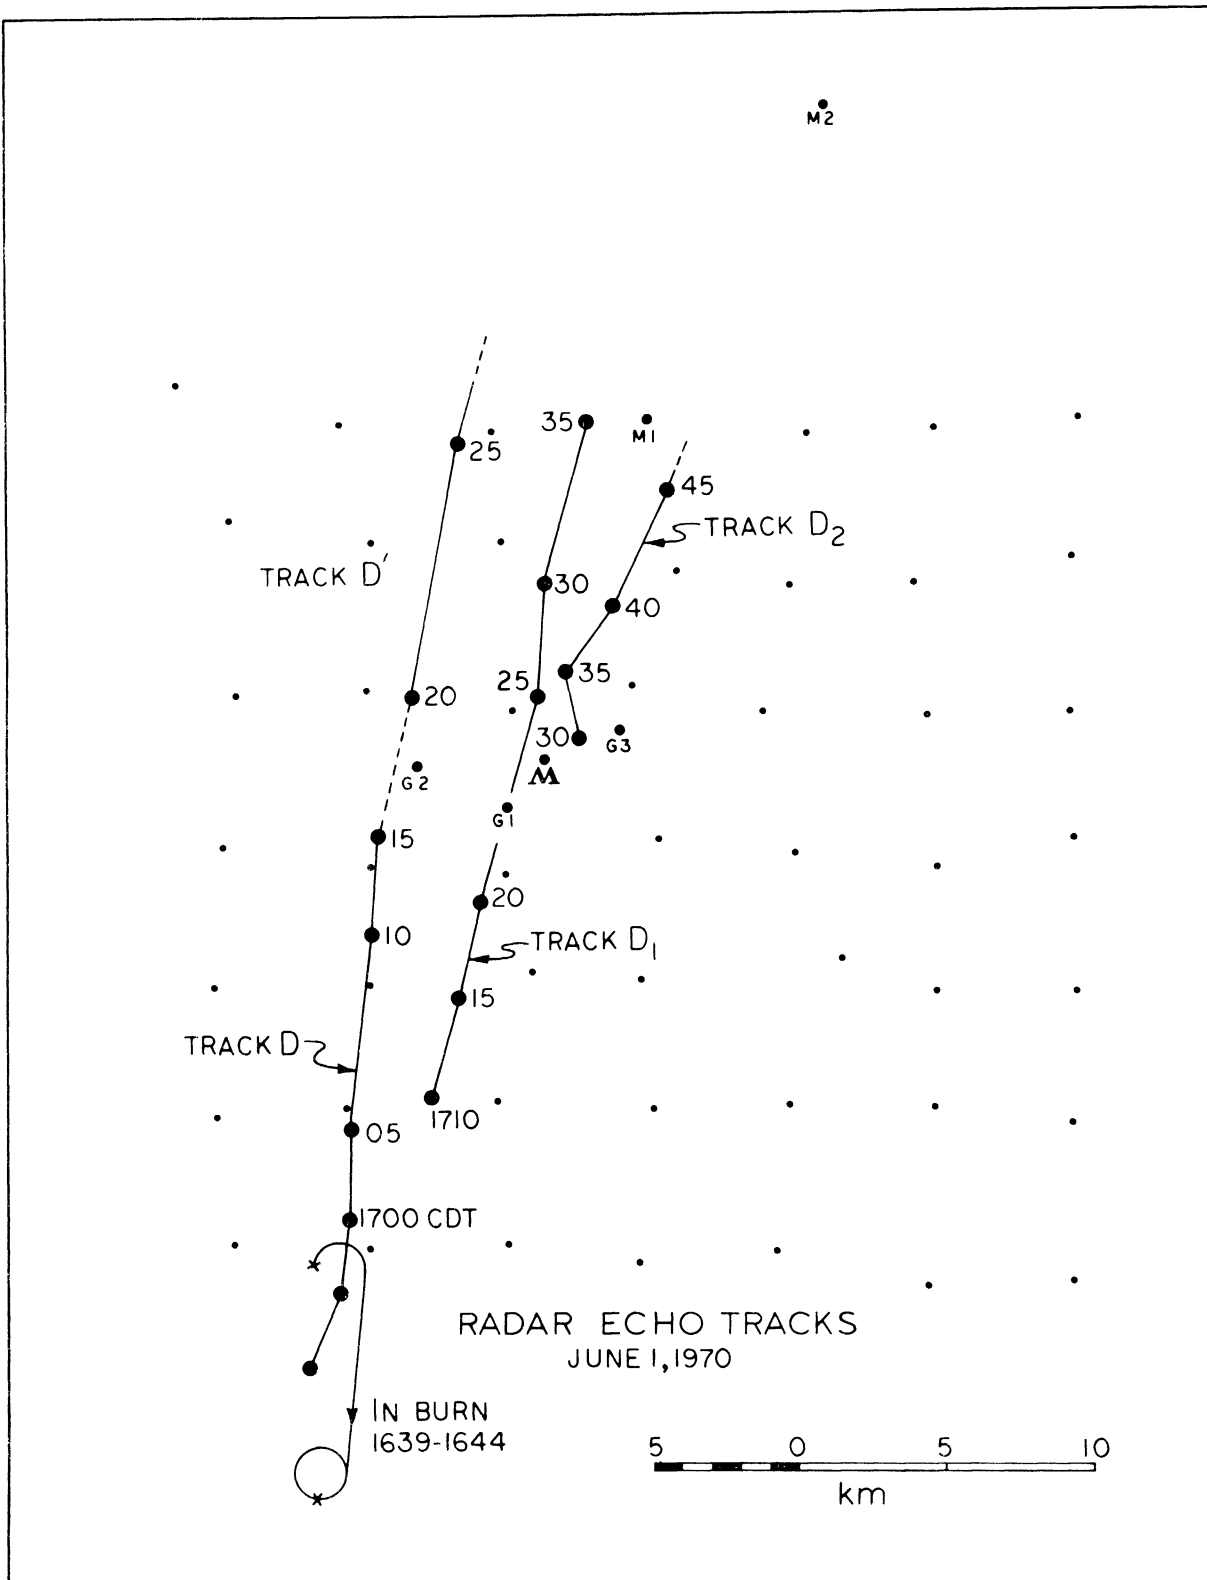 M2
35
M1
25
45
TRACK D2
TRACK D′
30
40
35
25
20
30
G3
M
G2
G1
15
20
10
TRACK D1
15
TRACK D
1710
05
1700 CDT
RADAR ECHO TRACKS
JUNE 1, 1970
IN BURN
1639-1644
5 0 5 10
km